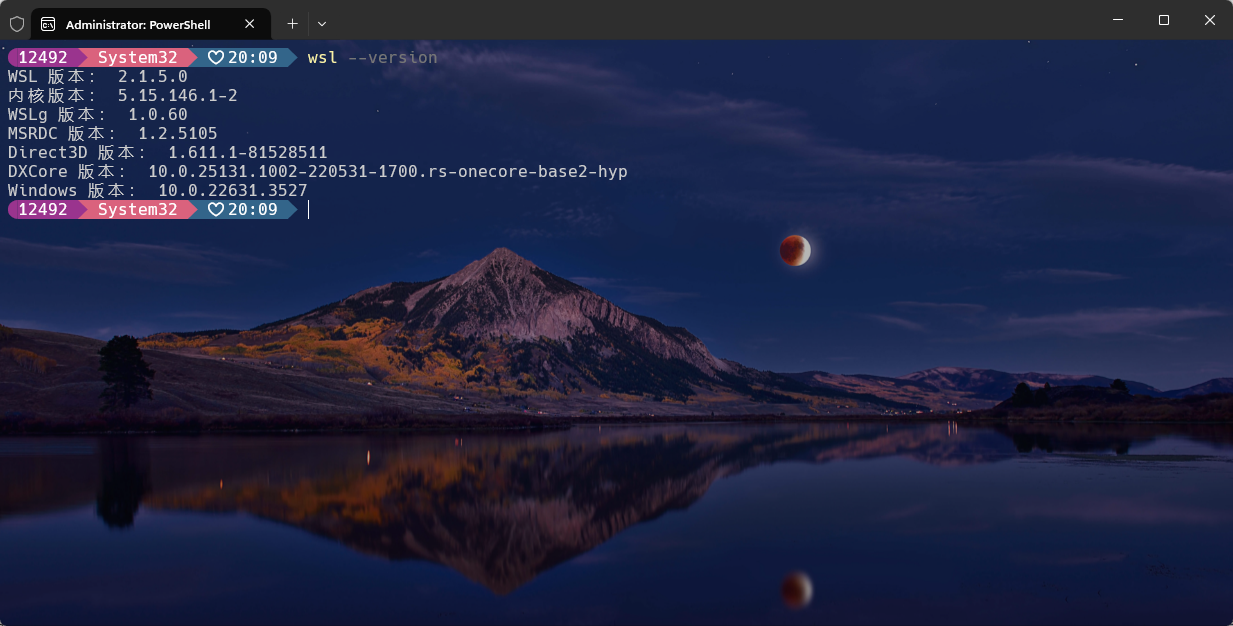 Administrator: PowerShell
12492 System32 ♡ 20:09 wsl --version
WSL 版本： 2.1.5.0
内核版本： 5.15.146.1-2
WSLg 版本： 1.0.60
MSRDC 版本： 1.2.5105
Direct3D 版本： 1.611.1-81528511
DXCore 版本： 10.0.25131.1002-220531-1700.rs-onecore-base2-hyp
Windows 版本： 10.0.22631.3527
12492 System32 ♡ 20:09